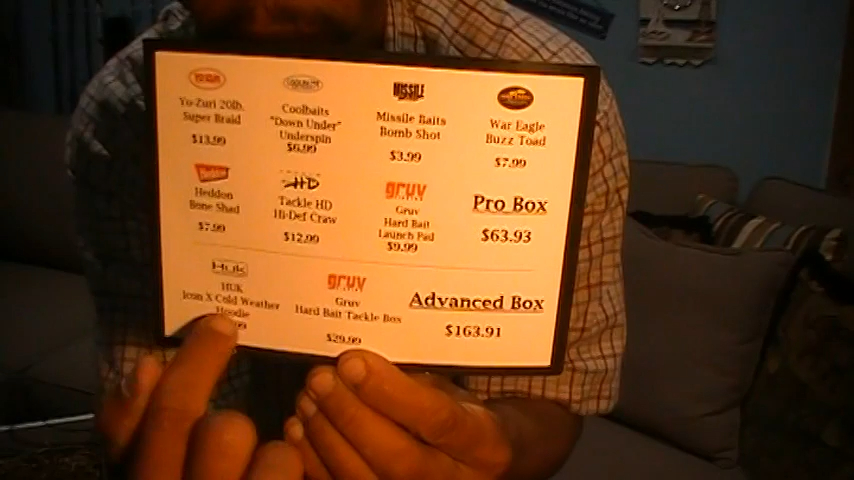 YO-ZURI
Yo-Zuri 20lb.
Super Braid
$13.99
Coolbaits
"Down Under"
Underspin
$6.99
MISSILE
Missile Baits
Bomb Shot
$3.99
War Eagle
Buzz Toad
$7.99
Heddon
Heddon
Bone Shad
$7.99
HD
Tackle HD
Hi-Def Craw
$12.99
gruv
Gruv
Hard Bait
Launch Pad
$9.99
Pro Box
$63.93
HUK
HUK
Icon X Cold Weather
Hoodie
gruv
Gruv
Hard Bait Tackle Box
$29.99
Advanced Box
$163.91